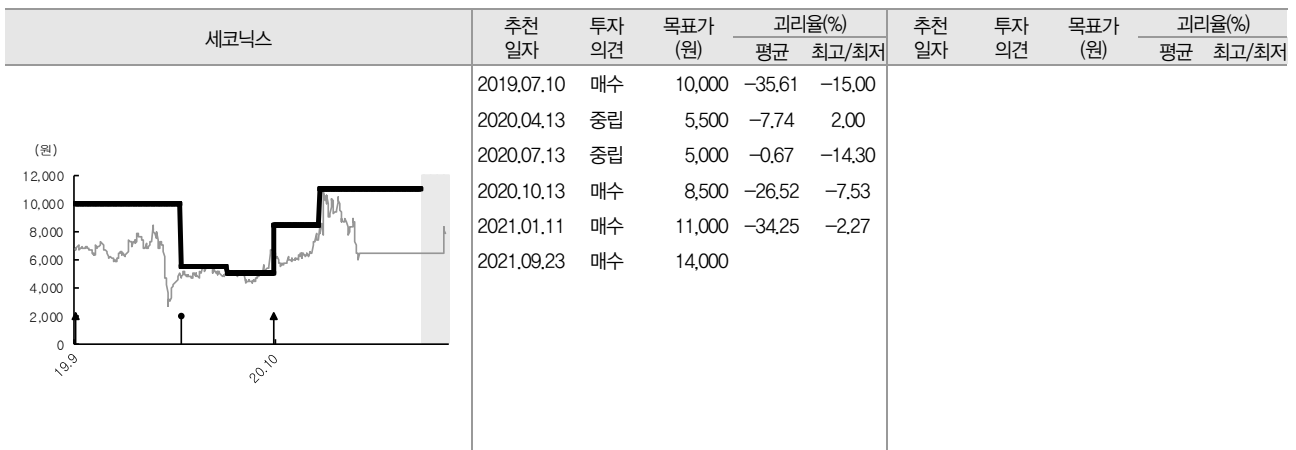 세코닉스
추천 투자 목표가 괴리율(%) 추천 투자 목표가 괴리율(%)
일자 의견 (원) 평균 최고/최저 일자 의견 (원) 평균 최고/최저
2019.07.10 매수 10,000 -35.61 -15.00
2020.04.13 중립 5,500 -7.74 2.00
2020.07.13 중립 5,000 -0.67 -14.30
2020.10.13 매수 8,500 -26.52 -7.53
2021.01.11 매수 11,000 -34.25 -2.27
2021.09.23 매수 14,000
(원)
12,000
10,000
8,000
6,000
4,000
2,000
0
19.9 20.10